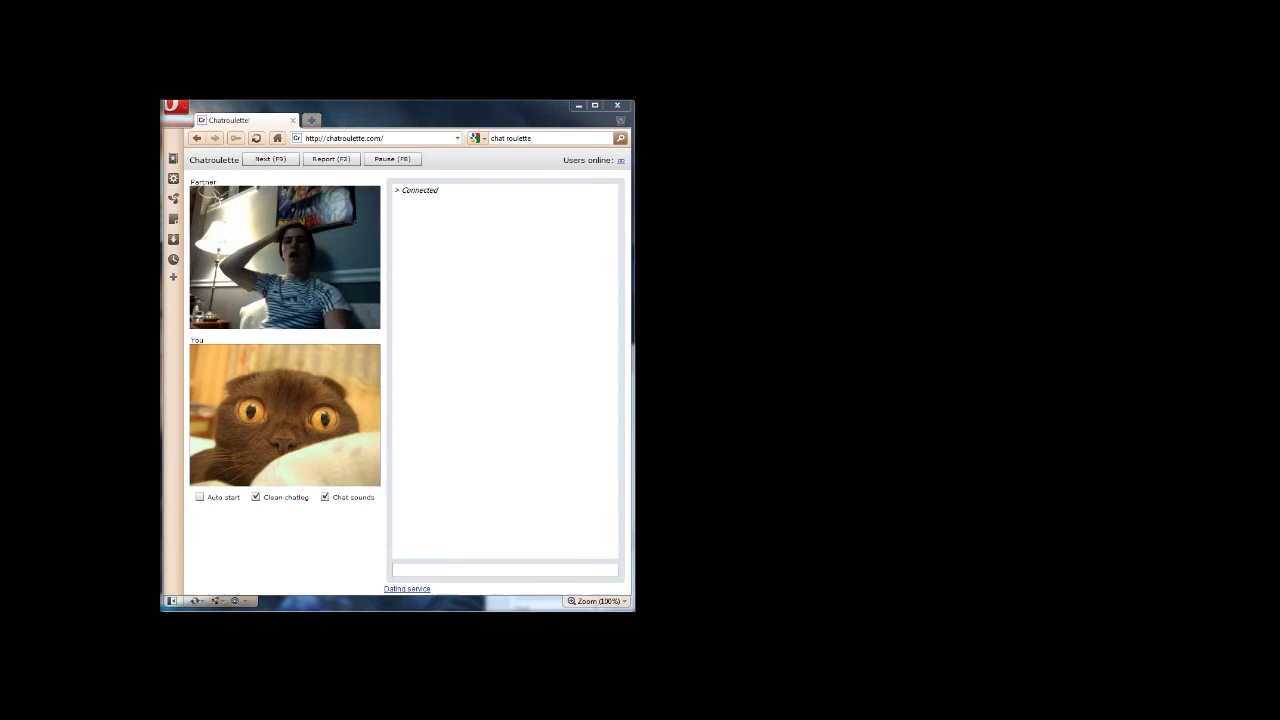 Chatroulette!
http://chatroulette.com/
chat roulette
Chatroulette Next (F9) Report (F2) Pause (F8) Users online:
Partner
> Connected
You
Auto start Clean chatlog Chat sounds
Dating service
Zoom (100%)